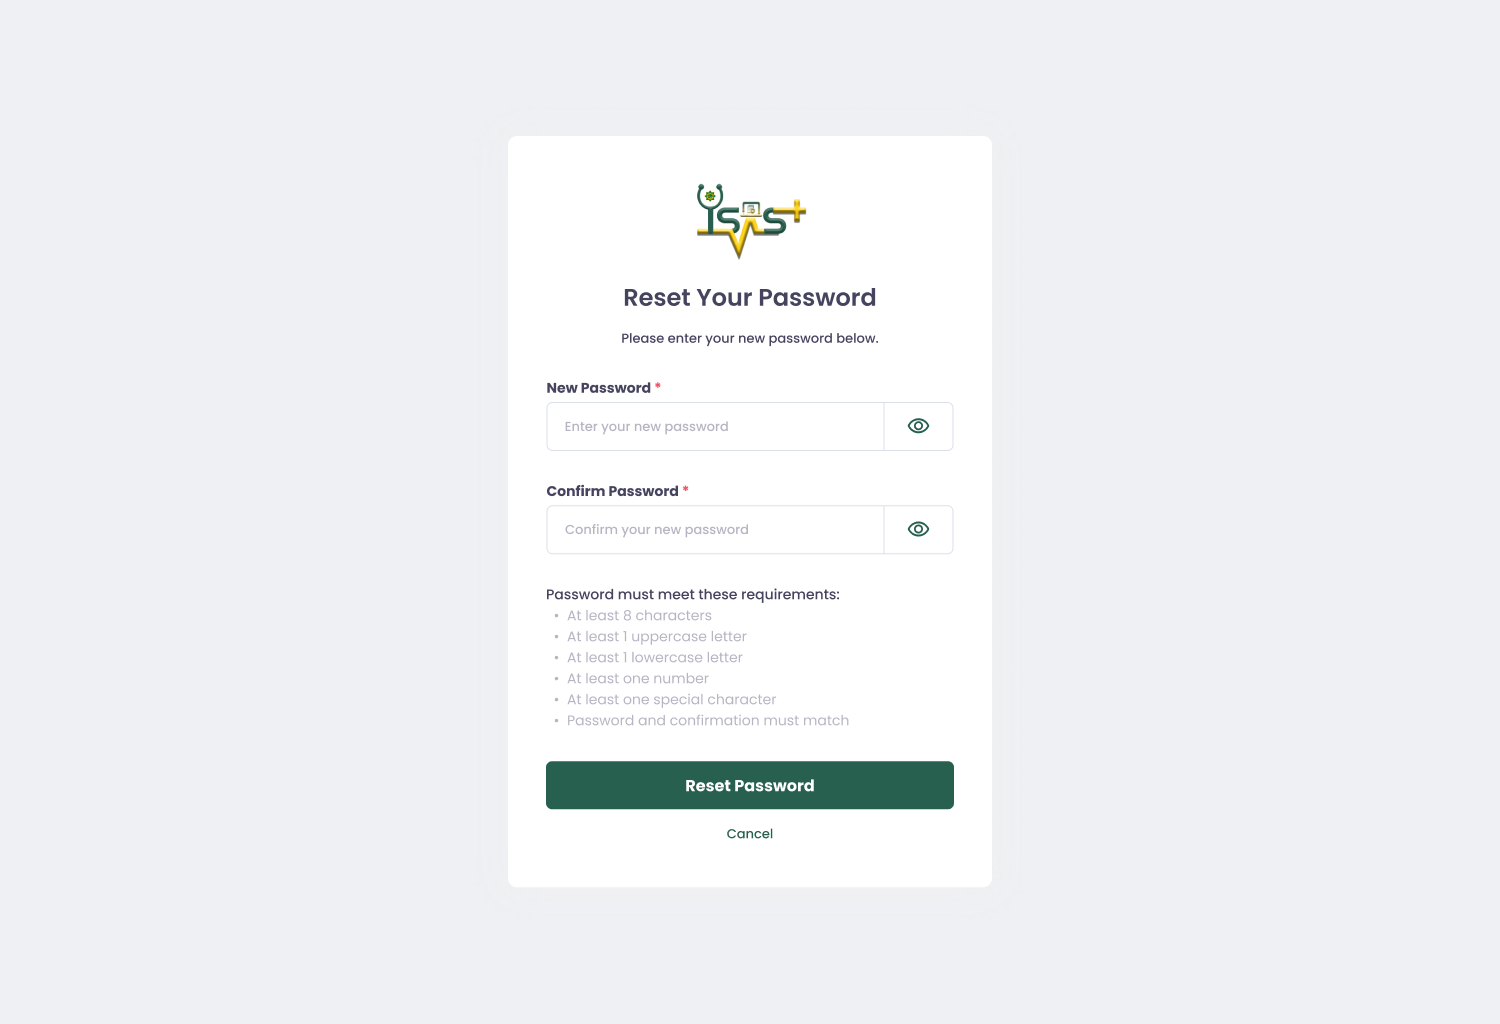 ysas+
Reset Your Password
Please enter your new password below.
New Password *
Enter your new password
Confirm Password *
Confirm your new password
Password must meet these requirements:
• At least 8 characters
• At least 1 uppercase letter
• At least 1 lowercase letter
• At least one number
• At least one special character
• Password and confirmation must match
Reset Password
Cancel